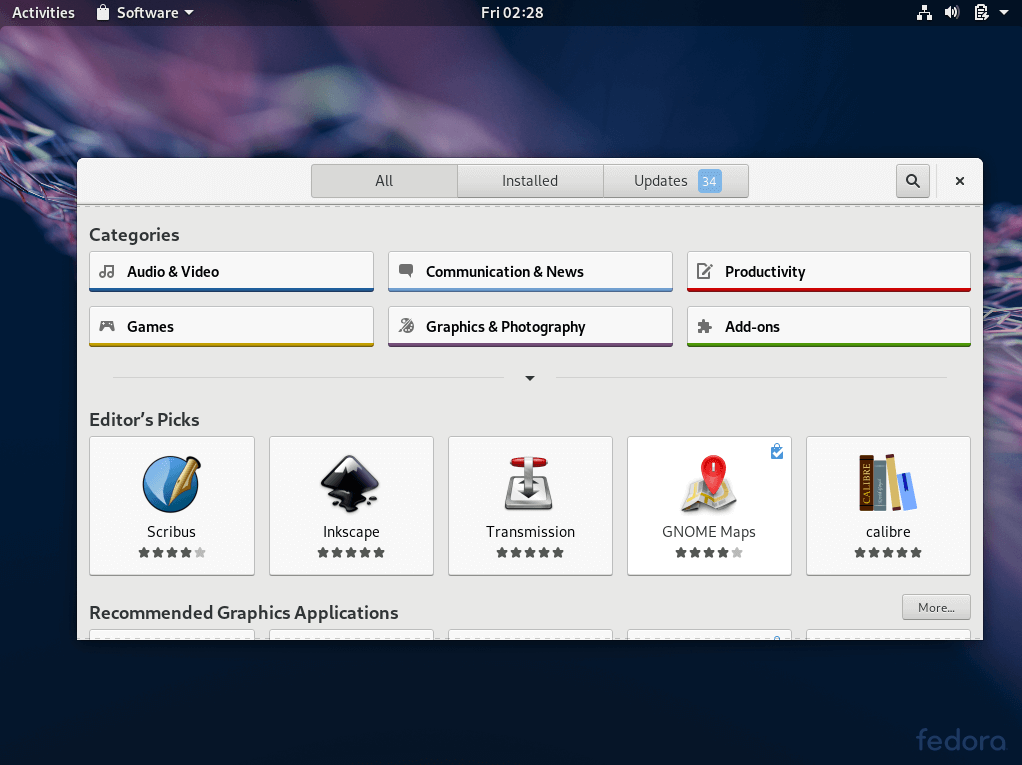 Activities Software Fri 02:28
All Installed Updates 34
Categories
Audio & Video Communication & News Productivity
Games Graphics & Photography Add-ons
Editor’s Picks
CALIBRE
Scribus Inkscape Transmission GNOME Maps calibre
Recommended Graphics Applications More…
fedora